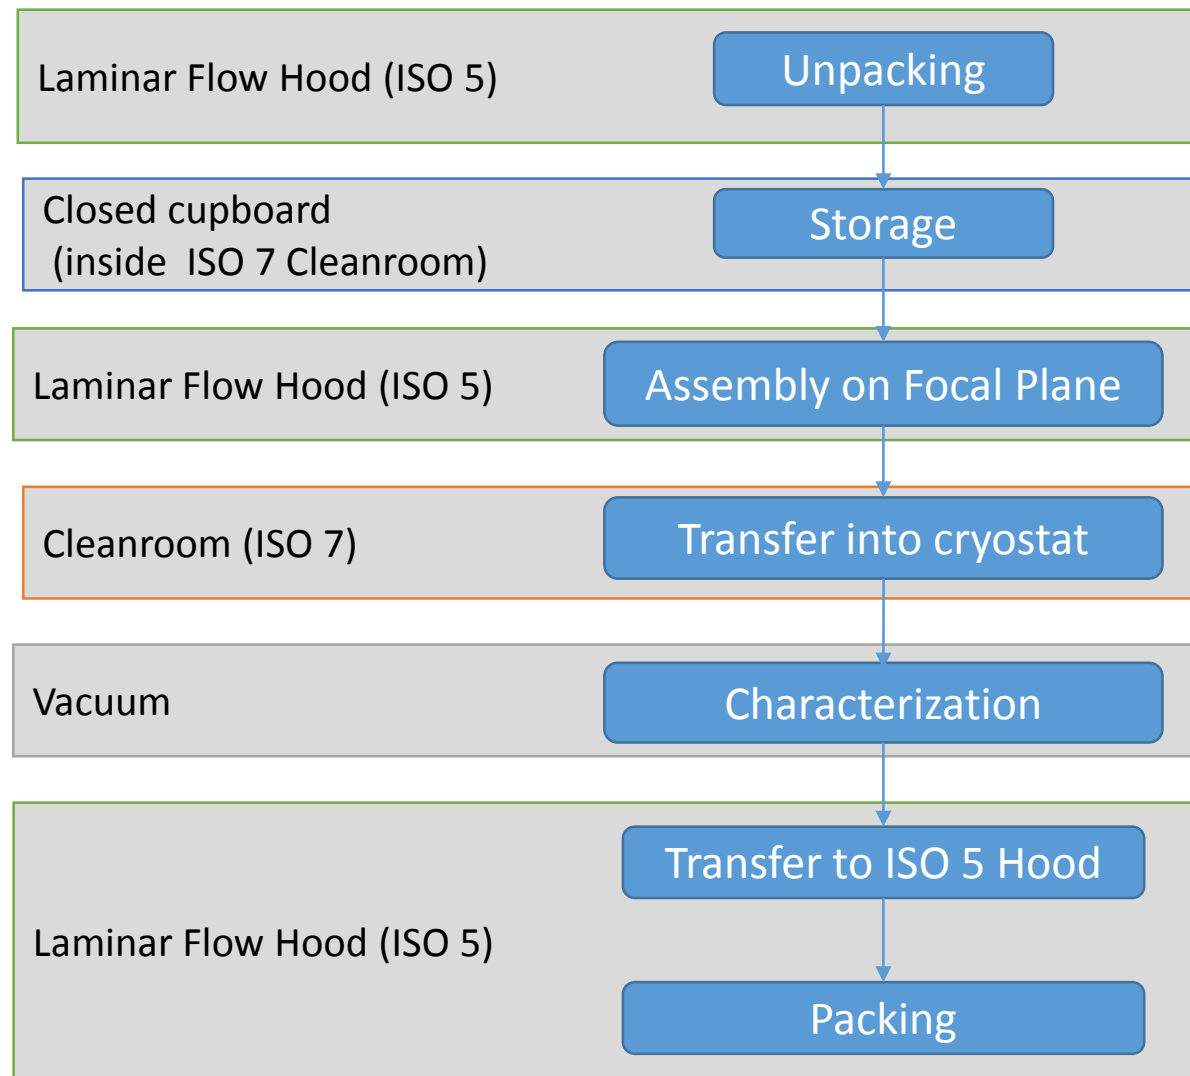 Laminar Flow Hood (ISO 5)
Unpacking
Closed cupboard
(inside  ISO 7 Cleanroom)
Storage
Laminar Flow Hood (ISO 5)
Assembly on Focal Plane
Cleanroom (ISO 7)
Transfer into cryostat
Vacuum
Characterization
Transfer to ISO 5 Hood
Laminar Flow Hood (ISO 5)
Packing